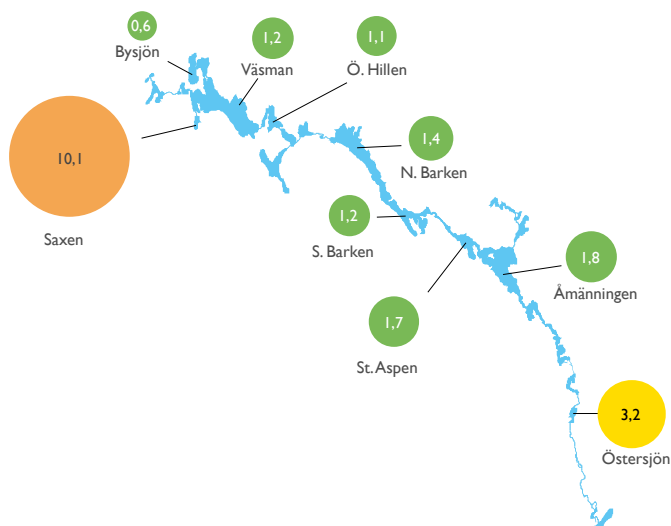 0,6
Bysjön
1,2
Väsman
1,1
Ö. Hillen
10,1
Saxen
1,4
N. Barken
1,2
S. Barken
1,8
Åmänningen
1,7
St. Aspen
3,2
Östersjön